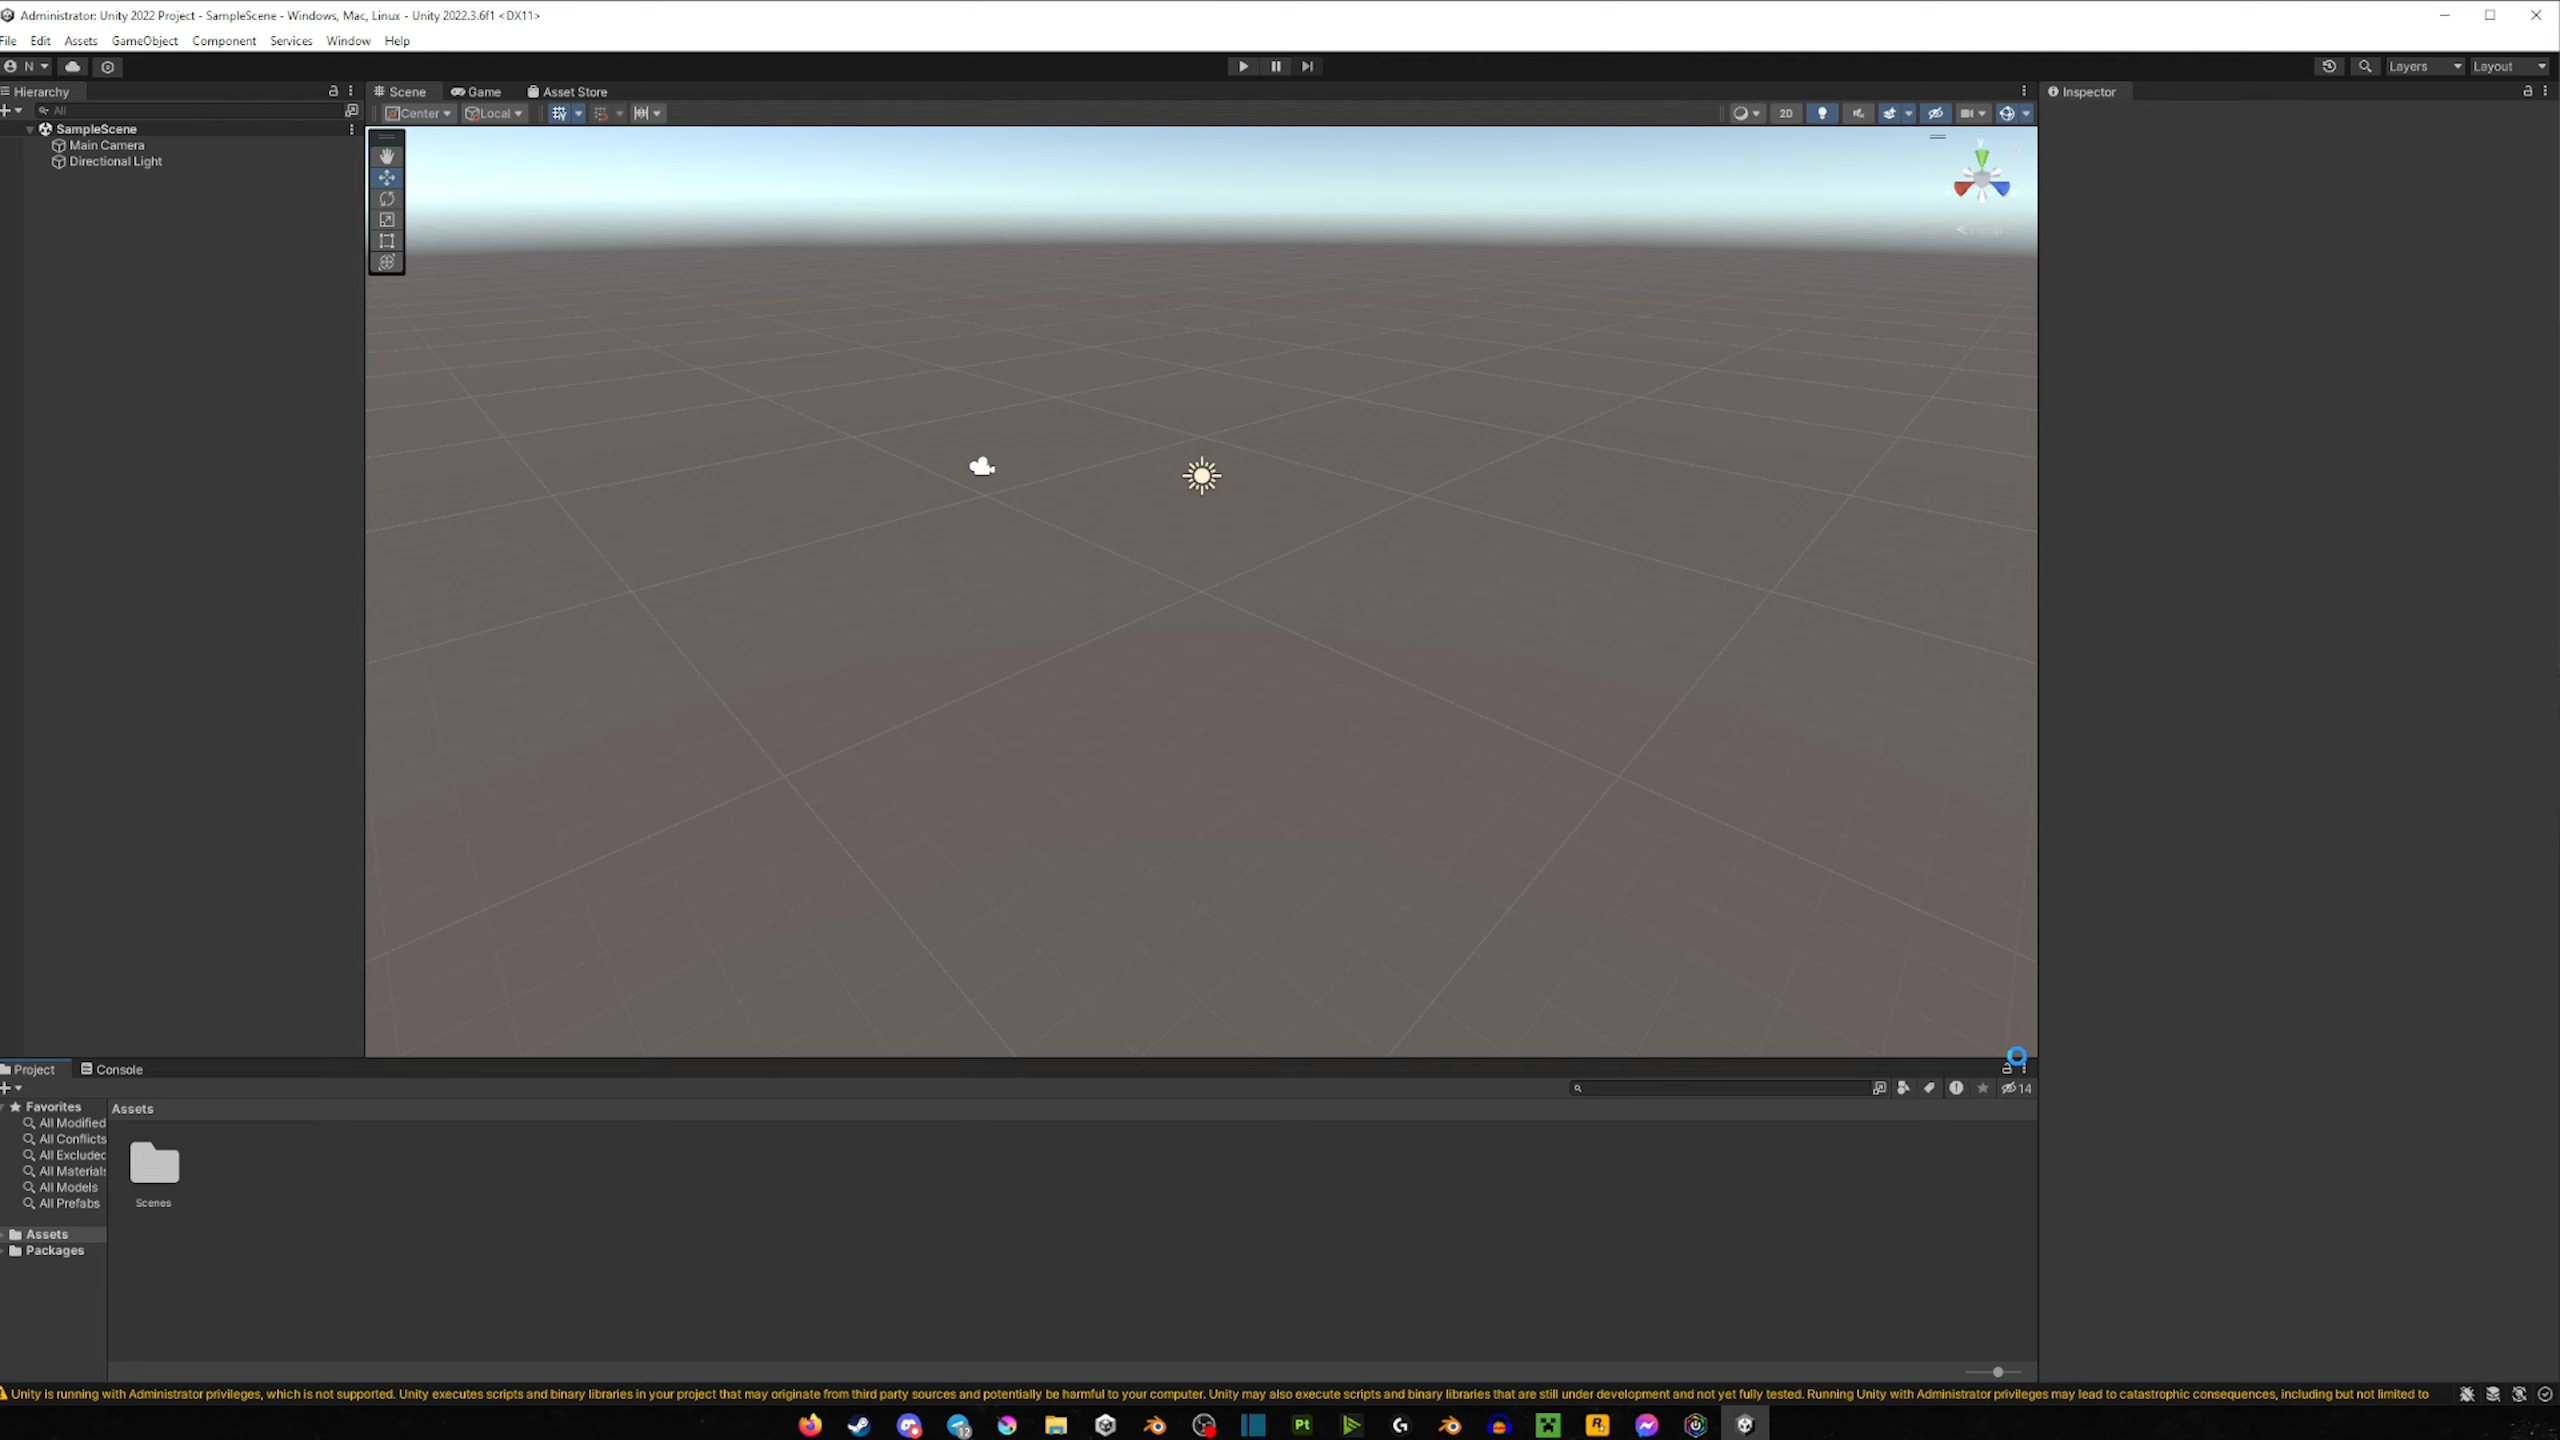 Administrator: Unity 2022 Project - SampleScene - Windows, Mac, Linux - Unity 2022.3.6f1 <DX11>
File Edit Assets GameObject Component Services Window Help
N Layers Layout
Hierarchy Scene Game Asset Store Inspector
All Center Local 2D
SampleScene
Main Camera
Directional Light
y
Persp
Project Console
14
Favorites Assets
All Modified
All Conflicts
All Excluded
All Materials
All Models
All Prefabs
Scenes
Assets
Packages
Unity is running with Administrator privileges, which is not supported. Unity executes scripts and binary libraries in your project that may originate from third party sources and potentially be harmful to your computer. Unity may also execute scripts and binary libraries that are still under development and not yet fully tested. Running Unity with Administrator privileges may lead to catastrophic consequences, including but not limited to
12 Pt G R